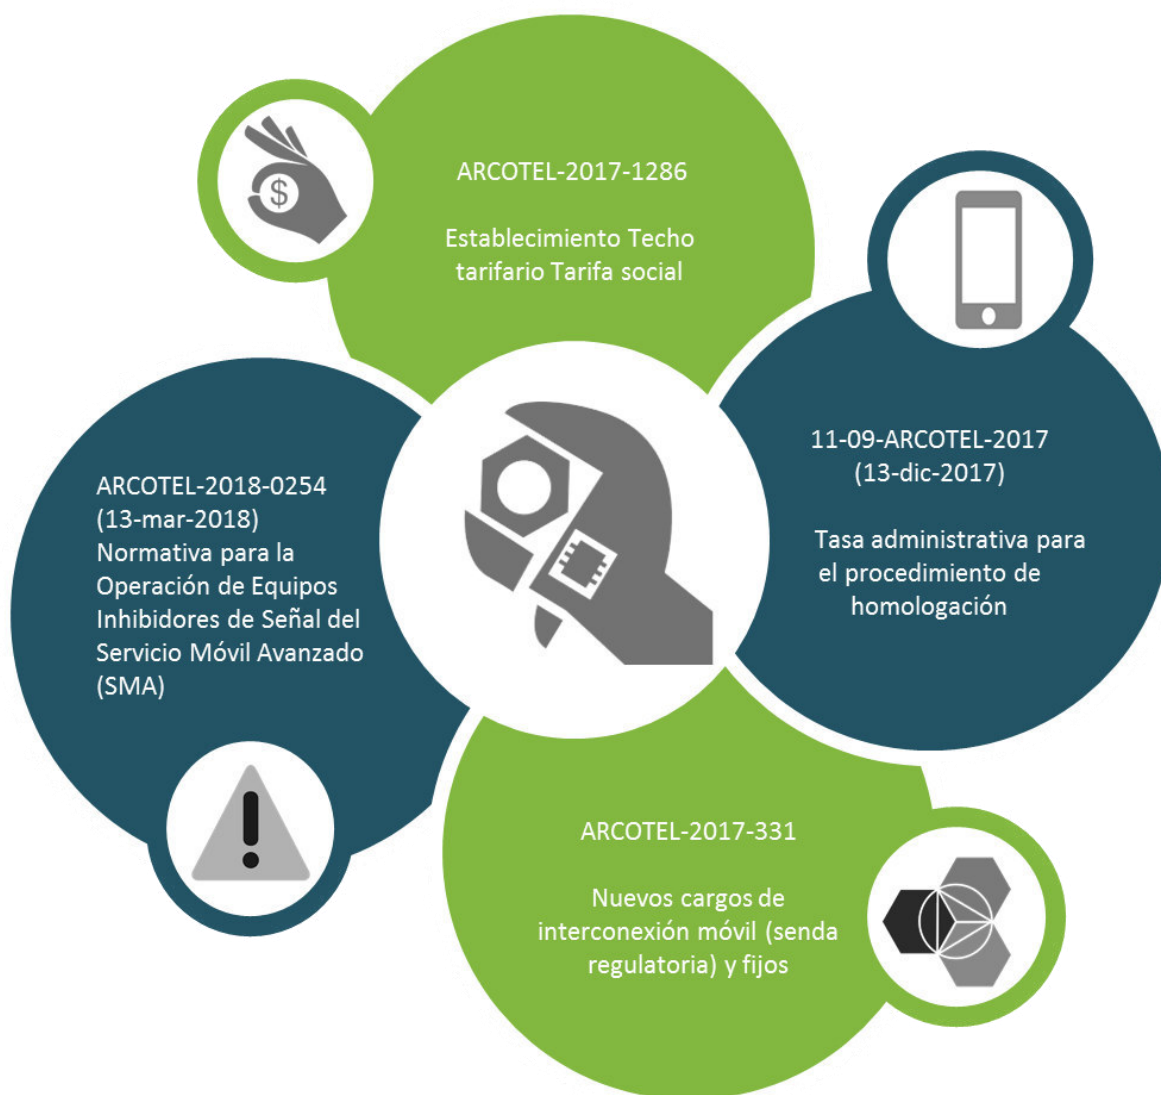 $
ARCOTEL-2017-1286
Establecimiento Techo
tarifario Tarifa social
11-09-ARCOTEL-2017
(13-dic-2017)
Tasa administrativa para
el procedimiento de
homologación
ARCOTEL-2018-0254
(13-mar-2018)
Normativa para la
Operación de Equipos
Inhibidores de Señal del
Servicio Móvil Avanzado
(SMA)
ARCOTEL-2017-331
Nuevos cargos de
interconexión móvil (senda
regulatoria) y fijos